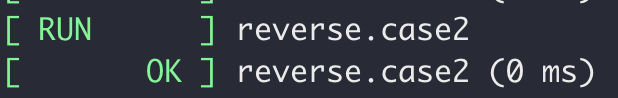 [ RUN      ] reverse.case2
[       OK ] reverse.case2 (0 ms)